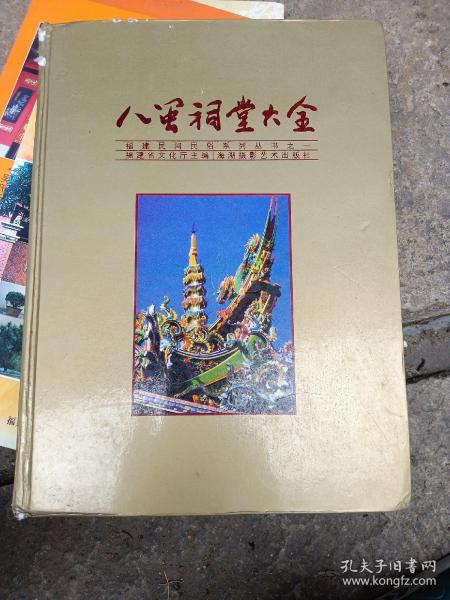 八闽祠堂大全
福建民间民俗系列丛书之一
福建省文化厅主编 海潮摄影艺术出版社
福
孔夫子旧书网
www.kongfz.com